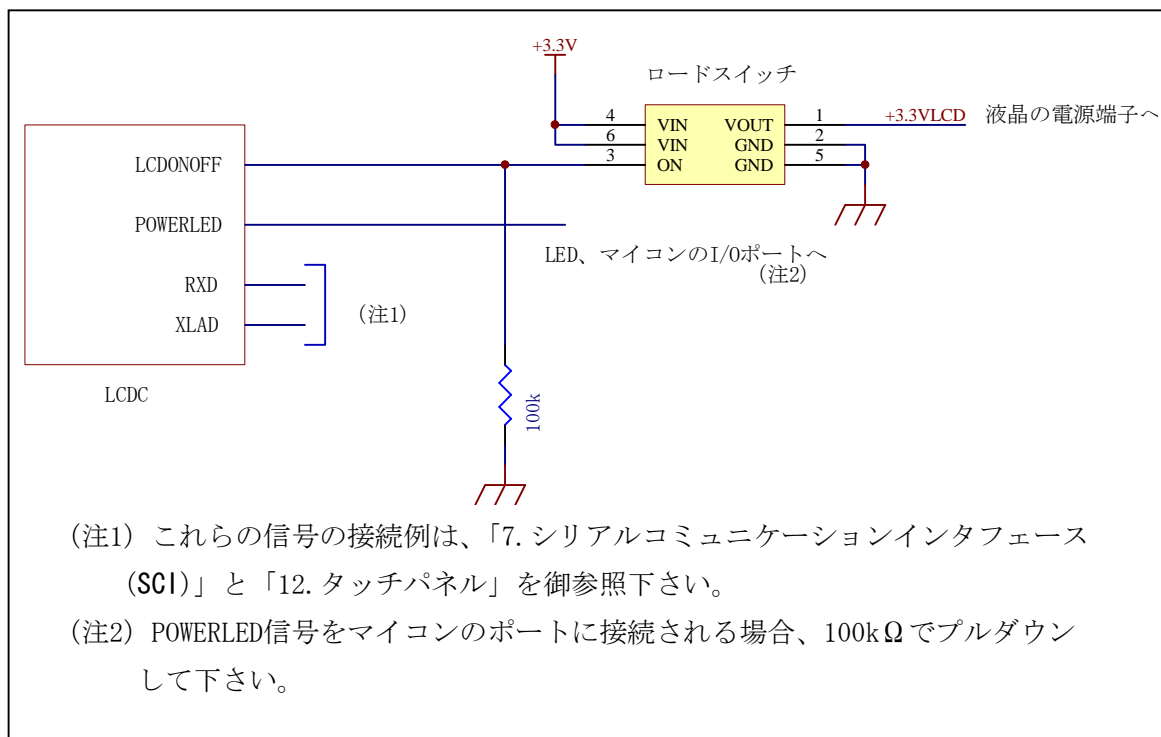 +3.3V
ロードスイッチ
4 VIN VOUT 1 +3.3VLCD 液晶の電源端子へ
6 VIN GND 2
LCDONOFF 3 ON GND 5
POWERLED
LED、マイコンのI/Oポートへ
(注2)
RXD
(注1)
XLAD
LCDC
100k
(注1) これらの信号の接続例は、「7.シリアルコミュニケーションインタフェース
(SCI)」と「12.タッチパネル」を御参照下さい。
(注2) POWERLED信号をマイコンのポートに接続される場合、100kΩでプルダウン
して下さい。